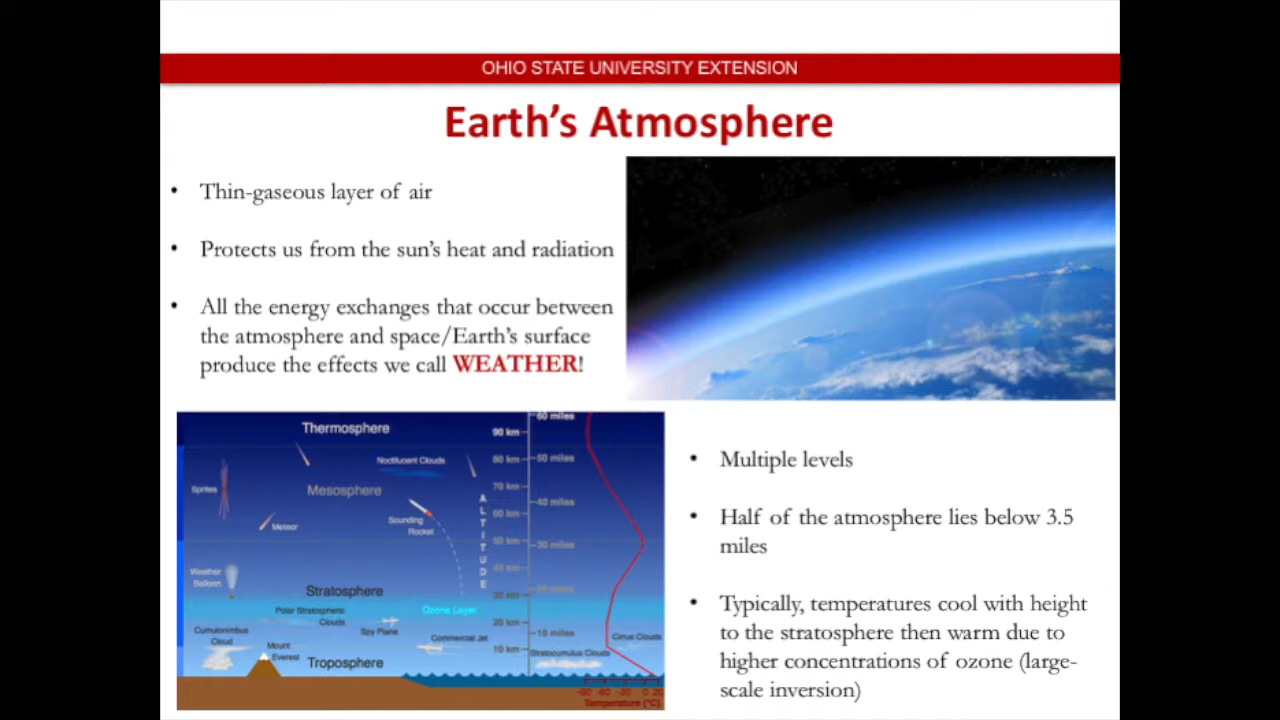 OHIO STATE UNIVERSITY EXTENSION
Earth's Atmosphere
• Thin-gaseous layer of air
• Protects us from the sun's heat and radiation
• All the energy exchanges that occur between
the atmosphere and space/Earth's surface
produce the effects we call WEATHER!
Thermosphere
Noctilucent Clouds
Sprites
Mesosphere
Sounding
Rocket
Meteor
Weather
Balloon
Stratosphere
Polar Stratospheric
Clouds
Ozone Layer
Spy Plane
Cumulonimbus
Cloud
Mount
Everest
Commercial Jet
Troposphere
ALTITUDE
90 km
80 km
70 km
60 km
50 km
40 km
30 km
20 km
10 km
60 miles
50 miles
40 miles
30 miles
10 miles
Cirrus Clouds
Stratocumulus Clouds
-60 -40 -20 0 20
Temperature (°C)
• Multiple levels
• Half of the atmosphere lies below 3.5
miles
• Typically, temperatures cool with height
to the stratosphere then warm due to
higher concentrations of ozone (large-
scale inversion)